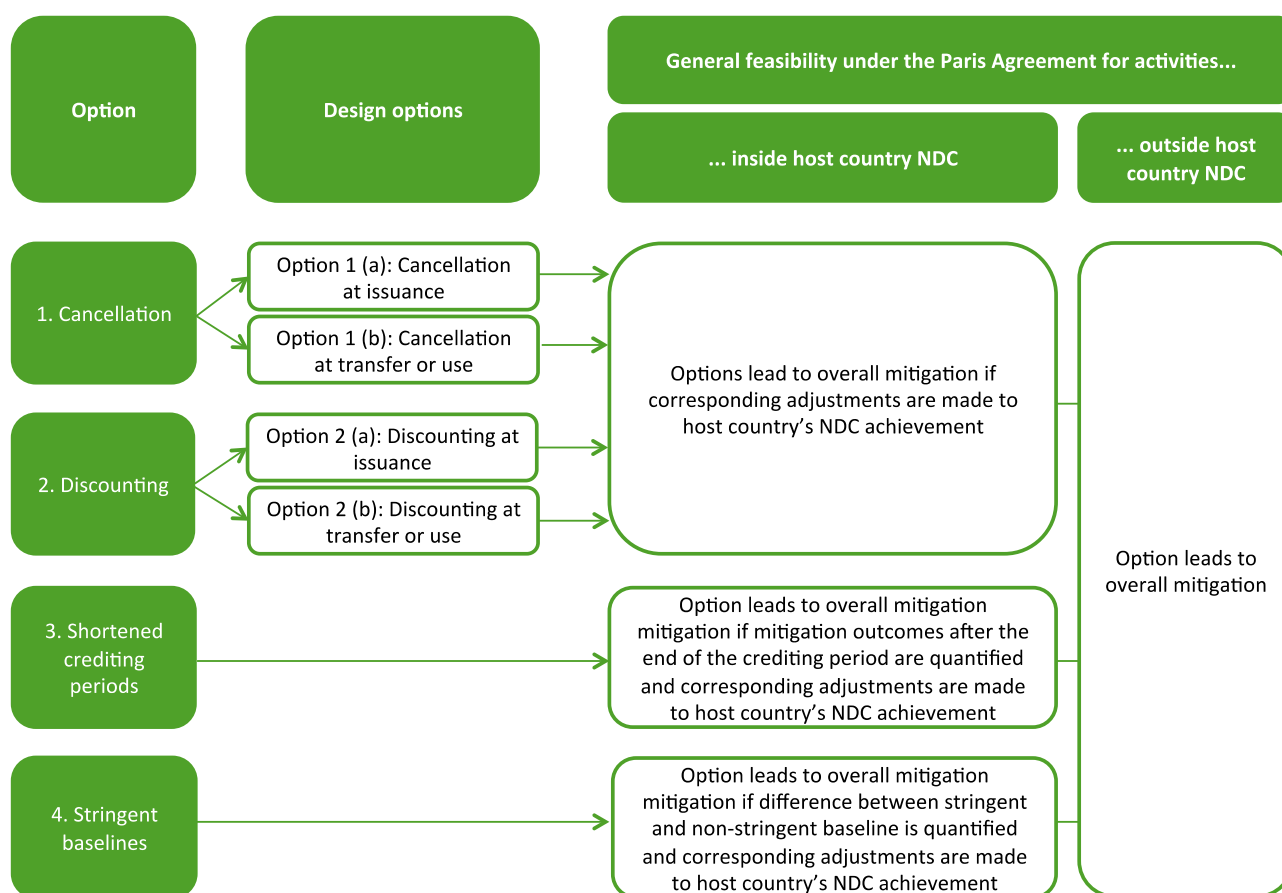 Option
Design options
General feasibility under the Paris Agreement for activities...
... inside host country NDC
... outside host
country NDC
1. Cancellation
Option 1 (a): Cancellation
at issuance
Option 1 (b): Cancellation
at transfer or use
2. Discounting
Option 2 (a): Discounting at
issuance
Option 2 (b): Discounting at
transfer or use
Options lead to overall mitigation if
corresponding adjustments are made to
host country’s NDC achievement
3. Shortened
crediting
periods
Option leads to overall mitigation
mitigation if mitigation outcomes after the
end of the crediting period are quantified
and corresponding adjustments are made
to host country’s NDC achievement
4. Stringent
baselines
Option leads to overall mitigation
mitigation if difference between stringent
and non-stringent baseline is quantified
and corresponding adjustments are made
to host country’s NDC achievement
Option leads to
overall mitigation